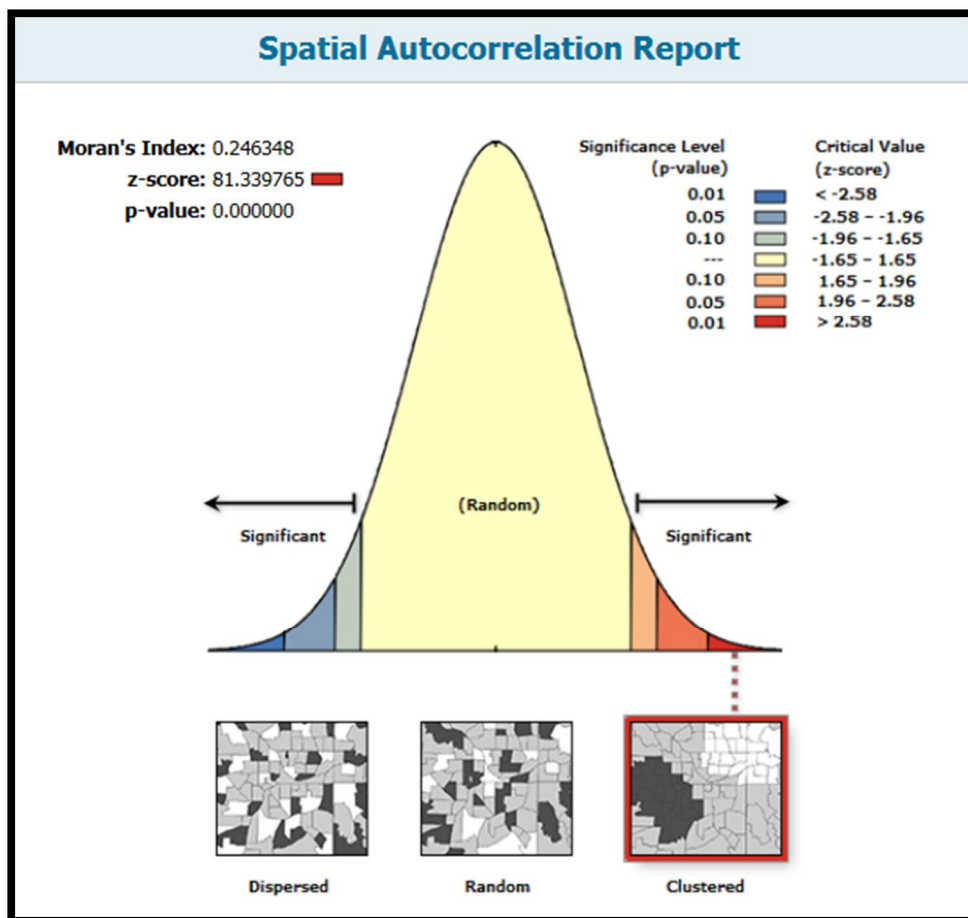 Spatial Autocorrelation Report
Moran's Index: 0.246348
z-score: 81.339765
p-value: 0.000000
Significance Level Critical Value
(p-value) (z-score)
0.01 < -2.58
0.05 -2.58 – -1.96
0.10 -1.96 – -1.65
--- -1.65 – 1.65
0.10 1.65 – 1.96
0.05 1.96 – 2.58
0.01 > 2.58
(Random)
Significant Significant
Dispersed Random Clustered